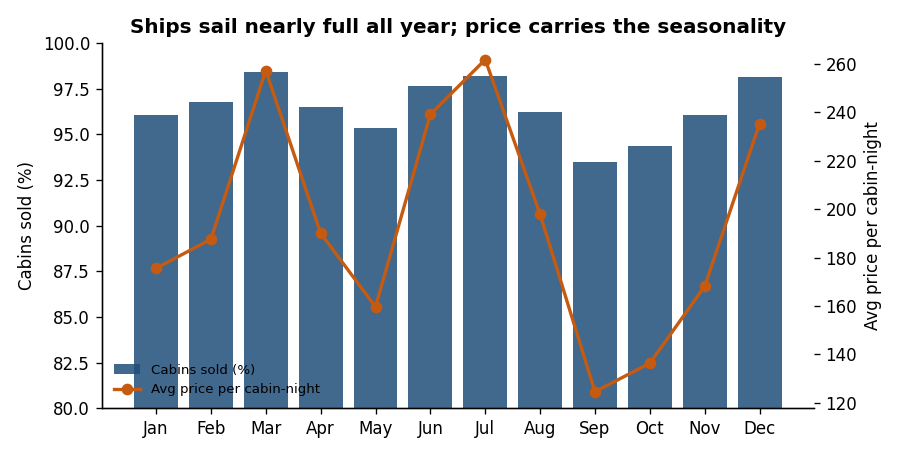 Ships sail nearly full all year; price carries the seasonality
100.0
97.5
95.0
92.5
90.0
87.5
85.0
82.5
80.0
Cabins sold (%)
260
240
220
200
180
160
140
120
Avg price per cabin-night
Cabins sold (%)
Avg price per cabin-night
Jan Feb Mar Apr May Jun Jul Aug Sep Oct Nov Dec